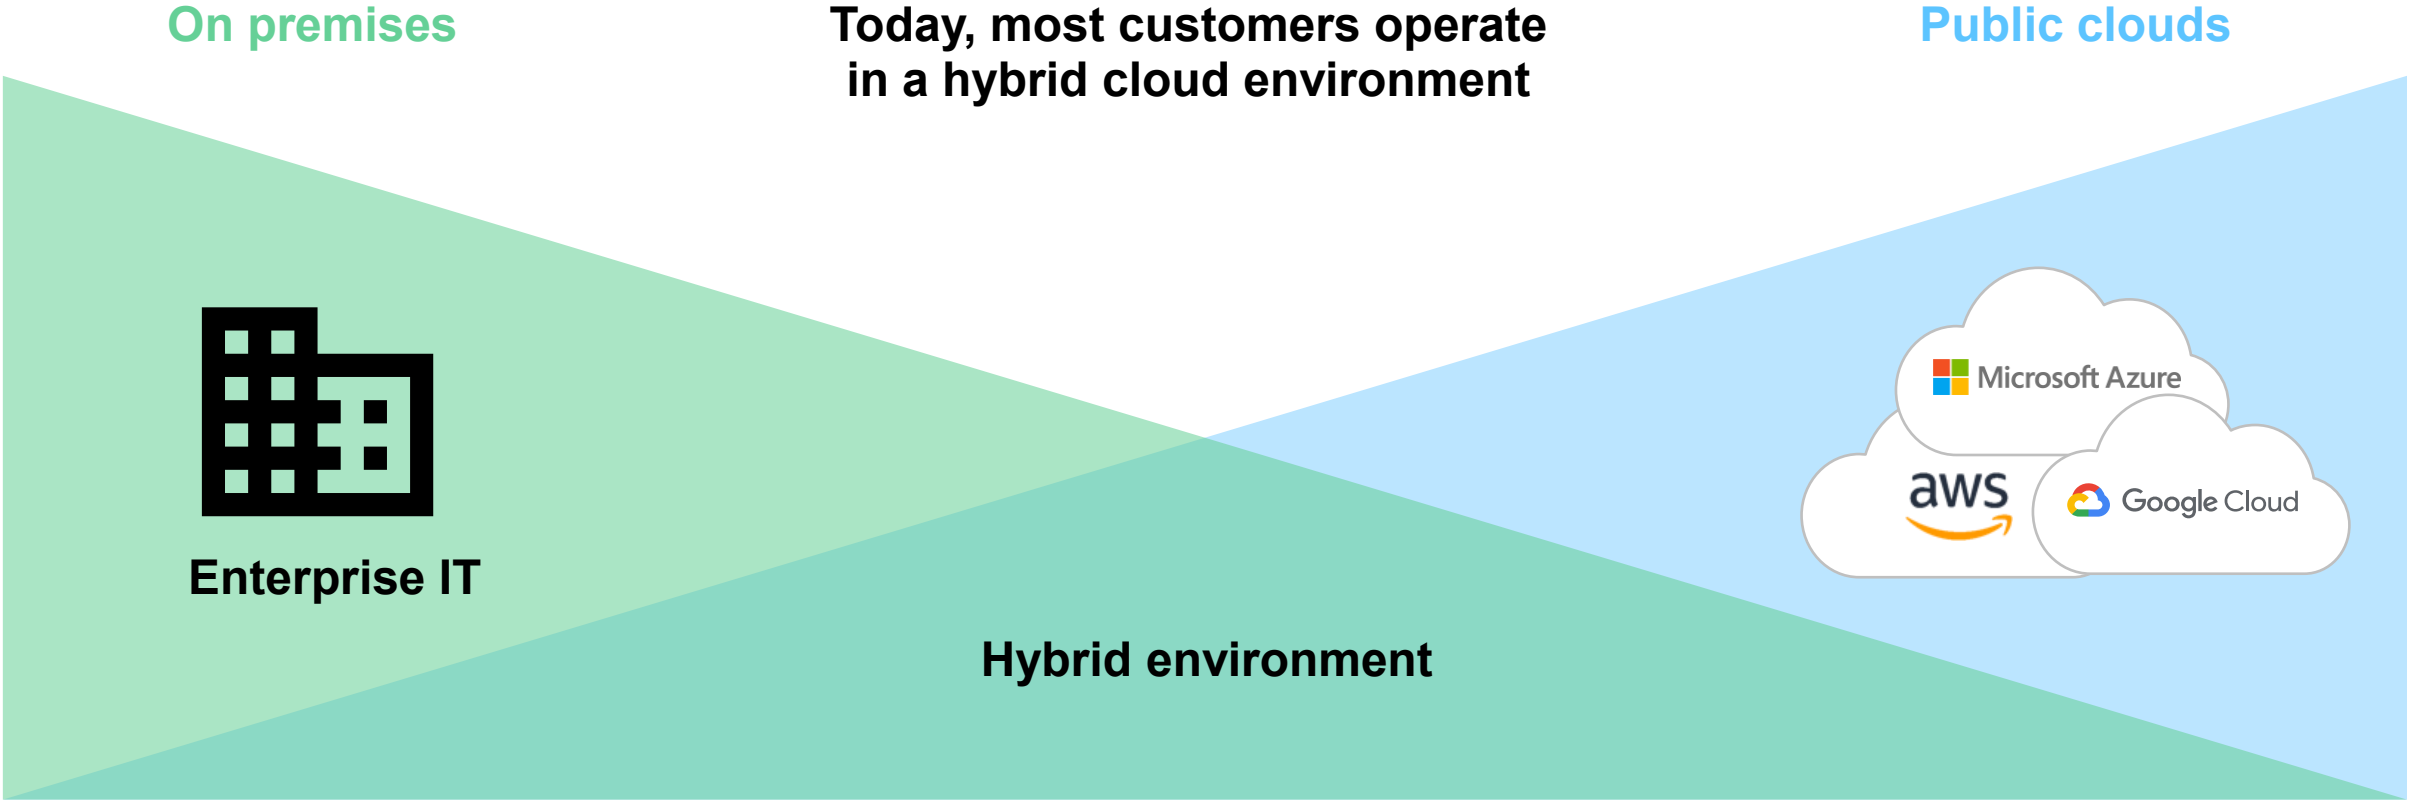 On premises
Today, most customers operate
in a hybrid cloud environment
Public clouds
Microsoft Azure
aws
Google Cloud
Enterprise IT
Hybrid environment